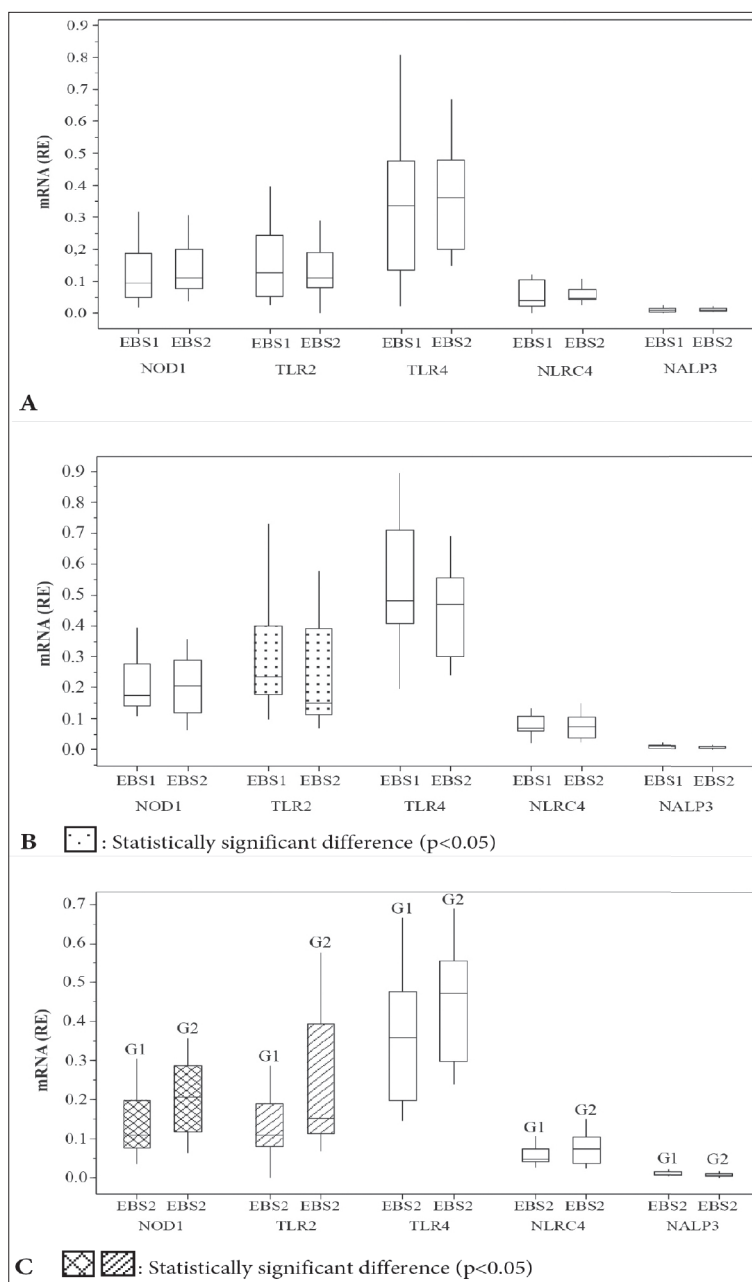 mRNA (RE)
0.9
0.8
0.7
0.6
0.5
0.4
0.3
0.2
0.1
0.0
EBS1 EBS2 EBS1 EBS2 EBS1 EBS2 EBS1 EBS2 EBS1 EBS2
NOD1 TLR2 TLR4 NLRC4 NALP3
A
mRNA (RE)
0.9
0.8
0.7
0.6
0.5
0.4
0.3
0.2
0.1
0.0
EBS1 EBS2 EBS1 EBS2 EBS1 EBS2 EBS1 EBS2 EBS1 EBS2
NOD1 TLR2 TLR4 NLRC4 NALP3
B : Statistically significant difference (p<0.05)
mRNA (RE)
0.7
0.6
0.5
0.4
0.3
0.2
0.1
0.0
G1 G2 G1 G2 G1 G2 G1 G2 G1 G2
EBS2 EBS2 EBS2 EBS2 EBS2 EBS2 EBS2 EBS2 EBS2 EBS2
NOD1 TLR2 TLR4 NLRC4 NALP3
C : Statistically significant difference (p<0.05)